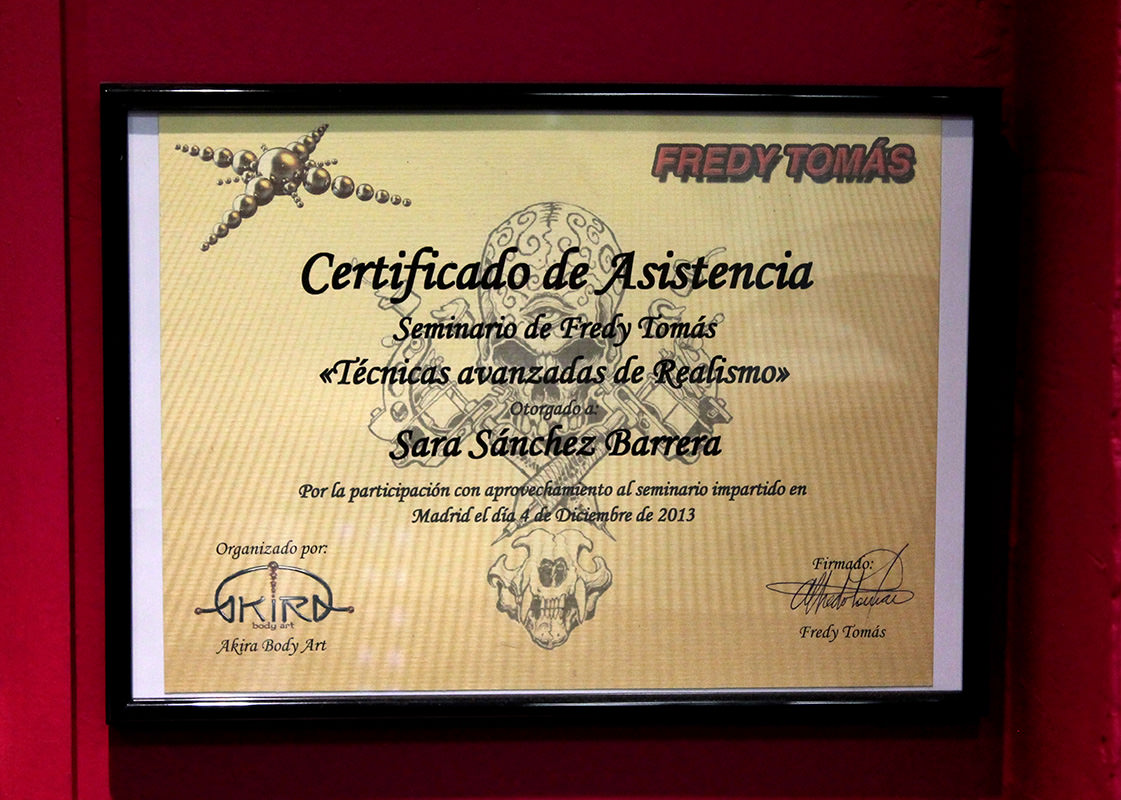 FREDY TOMÁS
Certificado de Asistencia
Seminario de Fredy Tomás
«Técnicas avanzadas de Realismo»
Otorgado a:
Sara Sánchez Barrera
Por la participación con aprovechamiento al seminario impartido en
Madrid el día 4 de Diciembre de 2013
Organizado por:
AKIRA
body art
Akira Body Art
Firmado:
Fredy Tomás